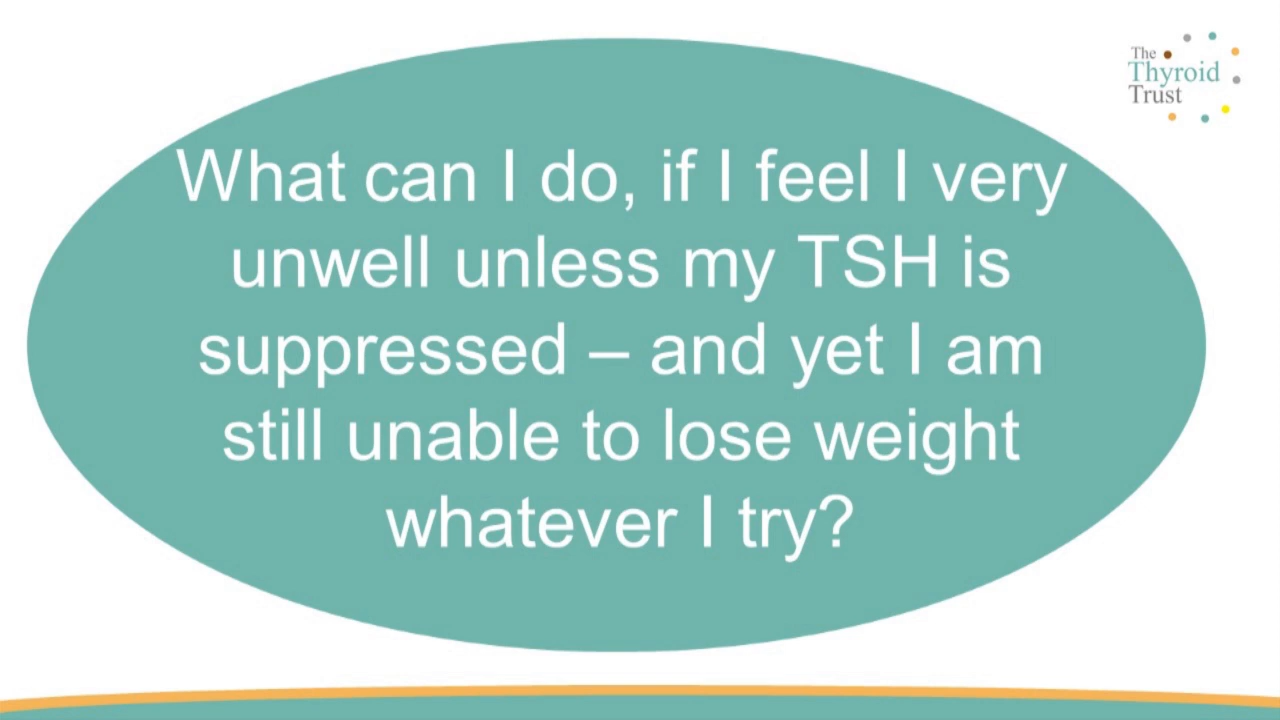 The
Thyroid
Trust
What can I do, if I feel I very
unwell unless my TSH is
suppressed – and yet I am
still unable to lose weight
whatever I try?